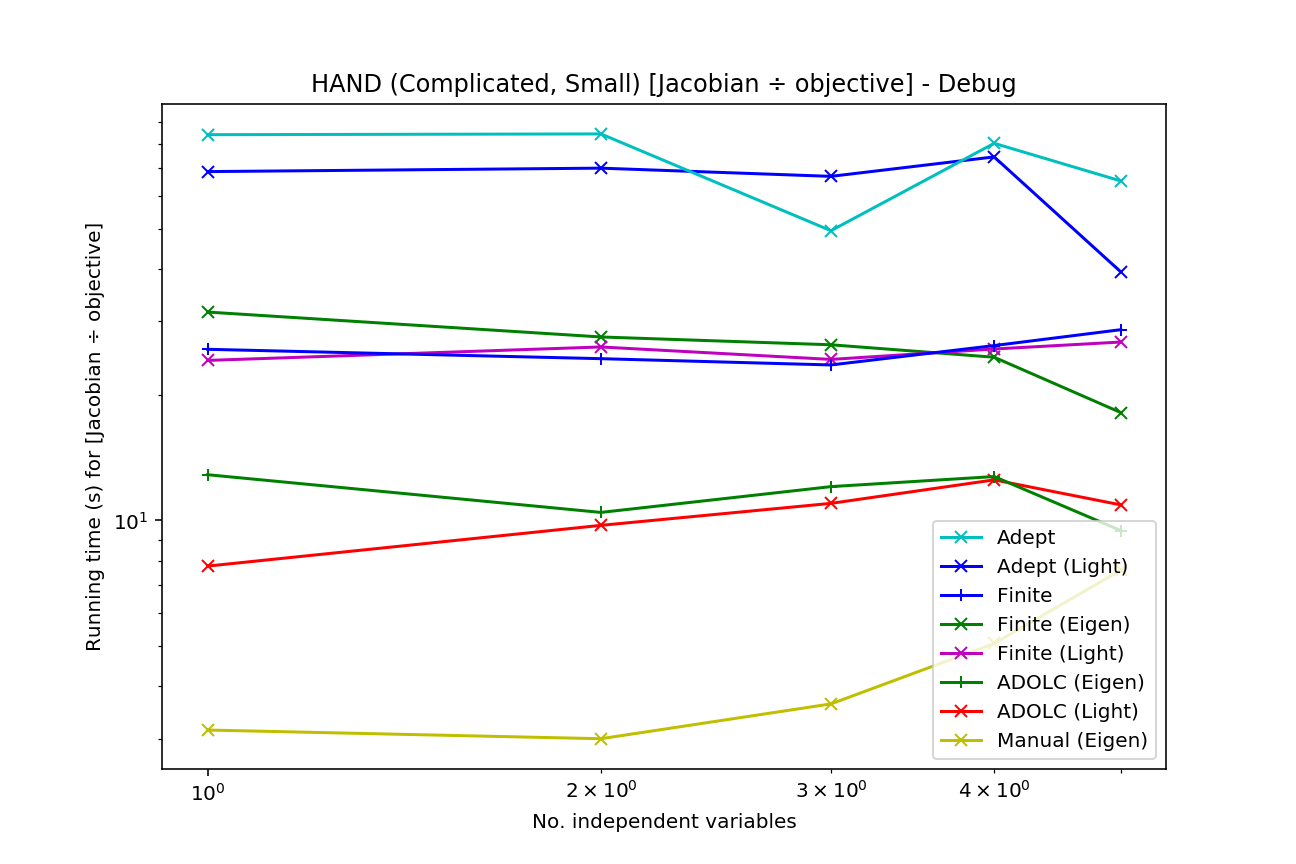 HAND (Complicated, Small) [Jacobian ÷ objective] - Debug
Running time (s) for [Jacobian ÷ objective]
10¹
Adept
Adept (Light)
Finite
Finite (Eigen)
Finite (Light)
ADOLC (Eigen)
ADOLC (Light)
Manual (Eigen)
10⁰ 2 × 10⁰ 3 × 10⁰ 4 × 10⁰
No. independent variables